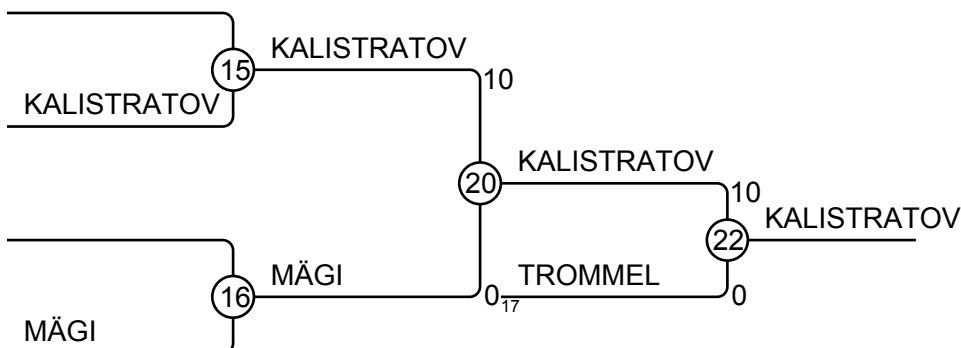 KALISTRATOV
15
10
KALISTRATOV
KALISTRATOV
20
10
KALISTRATOV
22
MÄGI
TROMMEL
16
0
17
0
MÄGI